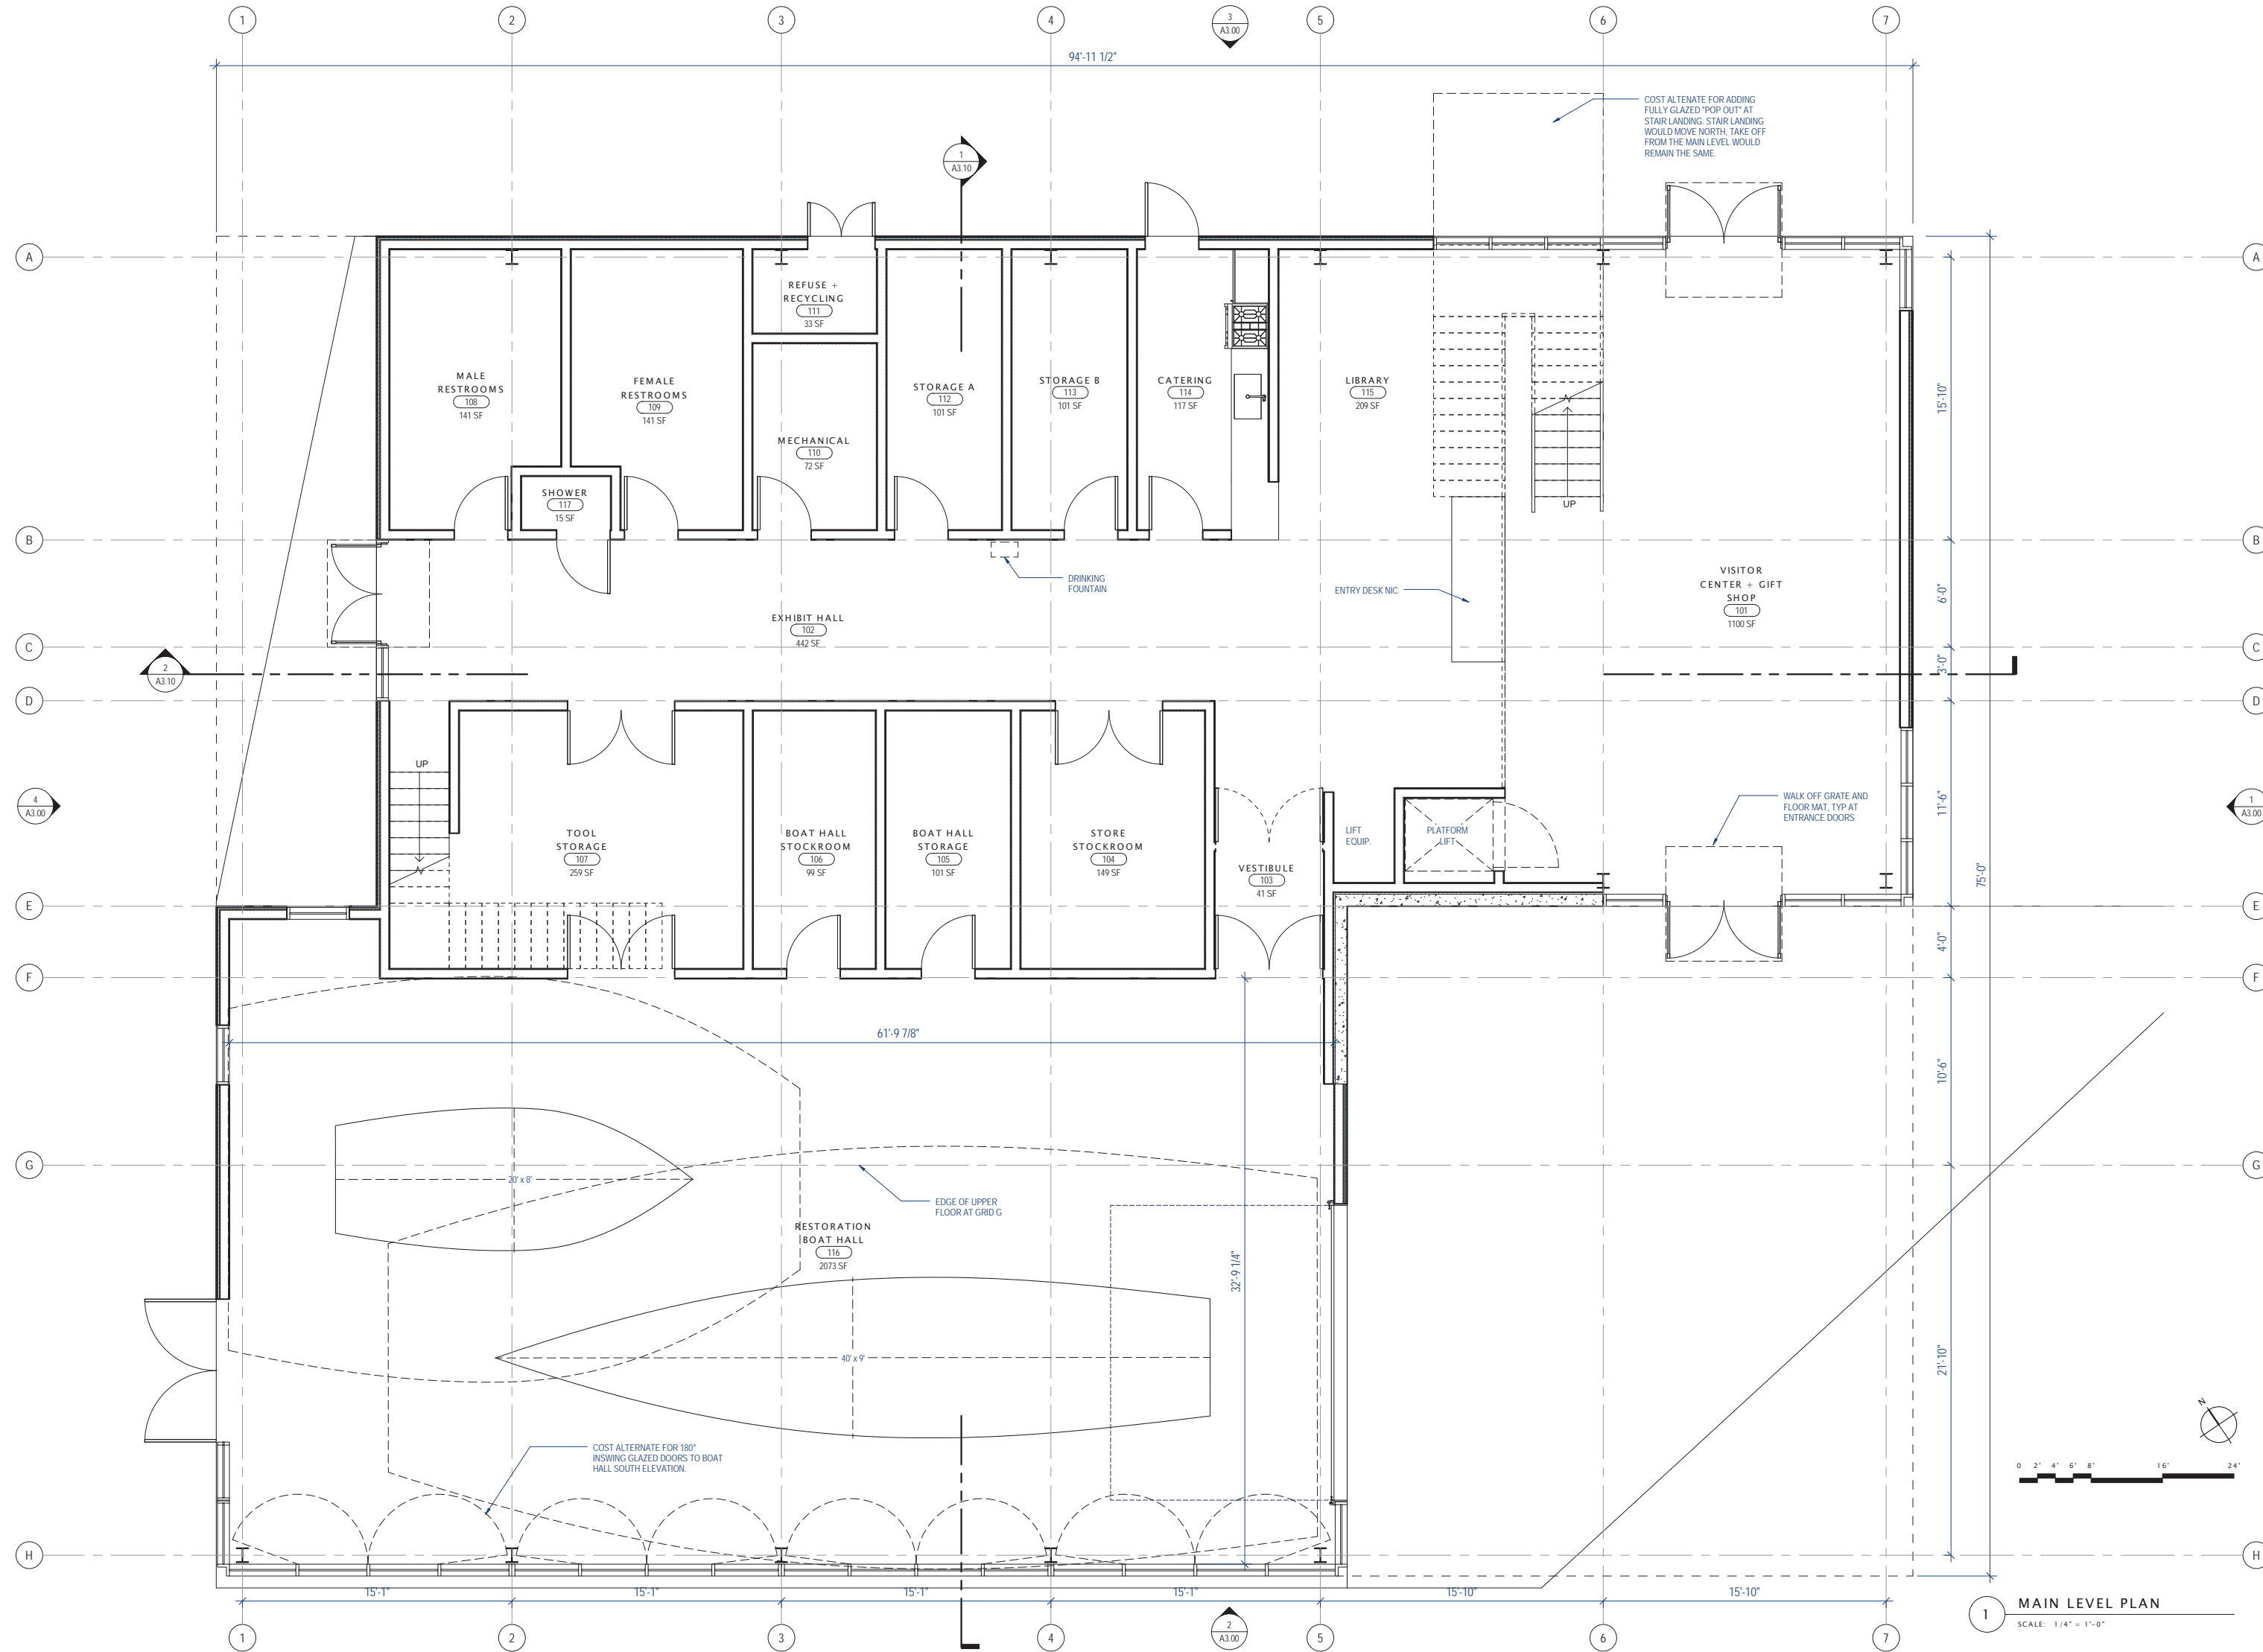 1
2
3
4
3
A3.00
5
6
7
94'-11 1/2"
COST ALTENATE FOR ADDING
FULLY GLAZED "POP OUT" AT
STAIR LANDING. STAIR LANDING
WOULD MOVE NORTH, TAKE OFF
FROM THE MAIN LEVEL WOULD
REMAIN THE SAME.
1
A3.10
A
A
REFUSE +
RECYCLING
111
33 SF
MALE
RESTROOMS
108
141 SF
FEMALE
RESTROOMS
109
141 SF
STORAGE A
112
101 SF
STORAGE B
113
101 SF
CATERING
114
117 SF
LIBRARY
115
209 SF
15'-10"
MECHANICAL
110
72 SF
SHOWER
117
15 SF
UP
B
B
DRINKING
FOUNTAIN
ENTRY DESK NIC
VISITOR
CENTER + GIFT
SHOP
101
1100 SF
6'-0"
EXHIBIT HALL
102
442 SF
C
C
2
A3.10
3'-0"
D
D
UP
4
A3.00
TOOL
STORAGE
107
259 SF
BOAT HALL
STOCKROOM
106
99 SF
BOAT HALL
STORAGE
105
101 SF
STORE
STOCKROOM
104
149 SF
VESTIBULE
103
41 SF
LIFT
EQUIP.
PLATFORM
LIFT
WALK OFF GRATE AND
FLOOR MAT, TYP AT
ENTRANCE DOORS
11'-6"
1
A3.00
75'-0"
E
E
4'-0"
F
F
61'-9 7/8"
10'-6"
G
G
20' x 8'
EDGE OF UPPER
FLOOR AT GRID G
RESTORATION
BOAT HALL
116
2073 SF
32'-9 1/4"
40' x 9'
21'-10"
N
COST ALTERNATE FOR 180°
INSWING GLAZED DOORS TO BOAT
HALL SOUTH ELEVATION.
0 2' 4' 6' 8' 16' 24'
H
H
15'-1"
15'-1"
15'-1"
15'-1"
15'-10"
15'-10"
1
MAIN LEVEL PLAN
SCALE: 1/4" = 1'-0"
1
2
3
4
2
A3.00
5
6
7